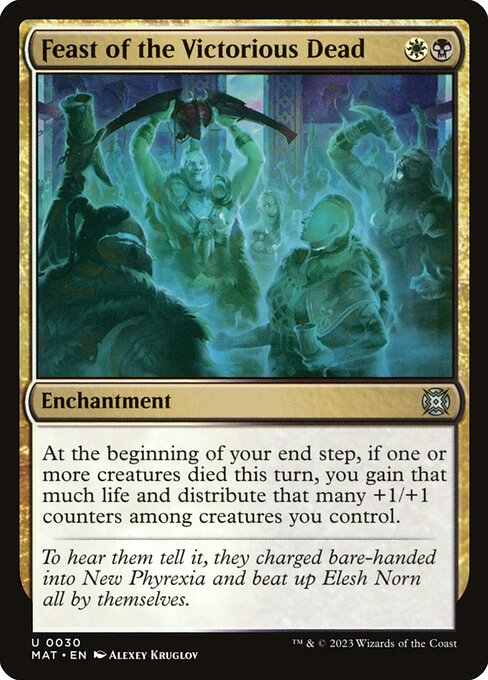 Feast of the Victorious Dead
Enchantment
At the beginning of your end step, if one or
more creatures died this turn, you gain that
much life and distribute that many +1/+1
counters among creatures you control.
To hear them tell it, they charged bare-handed
into New Phyrexia and beat up Elesh Norn
all by themselves.
U 0030
MAT • EN Alexey Kruglov
™ & © 2023 Wizards of the Coast